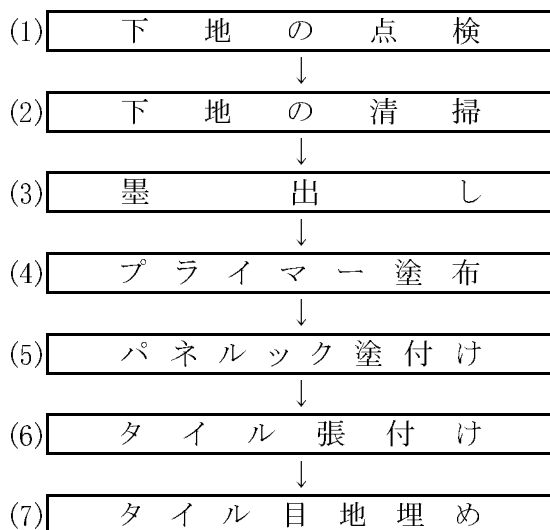 (1) 下地の点検
↓
(2) 下地の清掃
↓
(3) 墨出し
↓
(4) プライマー塗布
↓
(5) パネルック塗付け
↓
(6) タイル張付け
↓
(7) タイル目地埋め